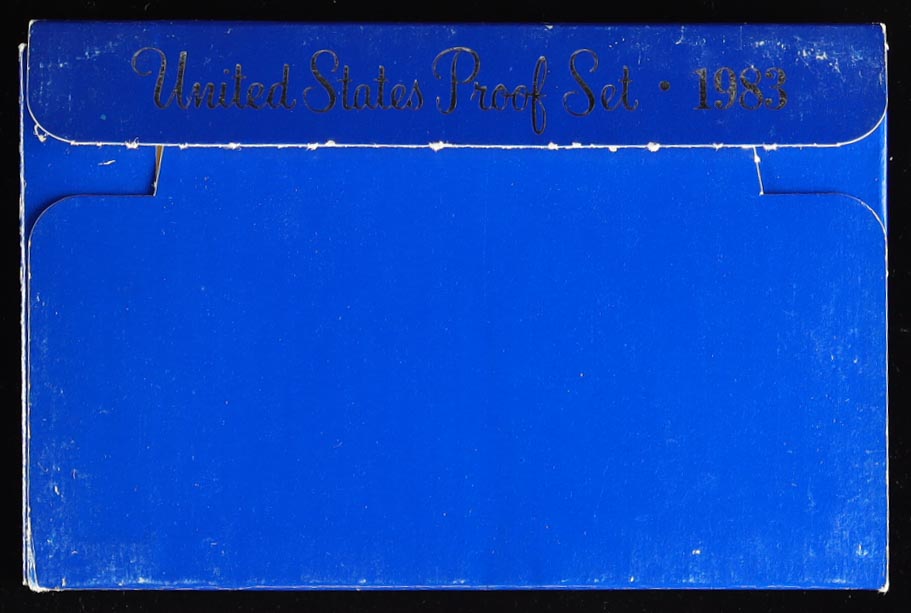 United States Proof Set • 1983